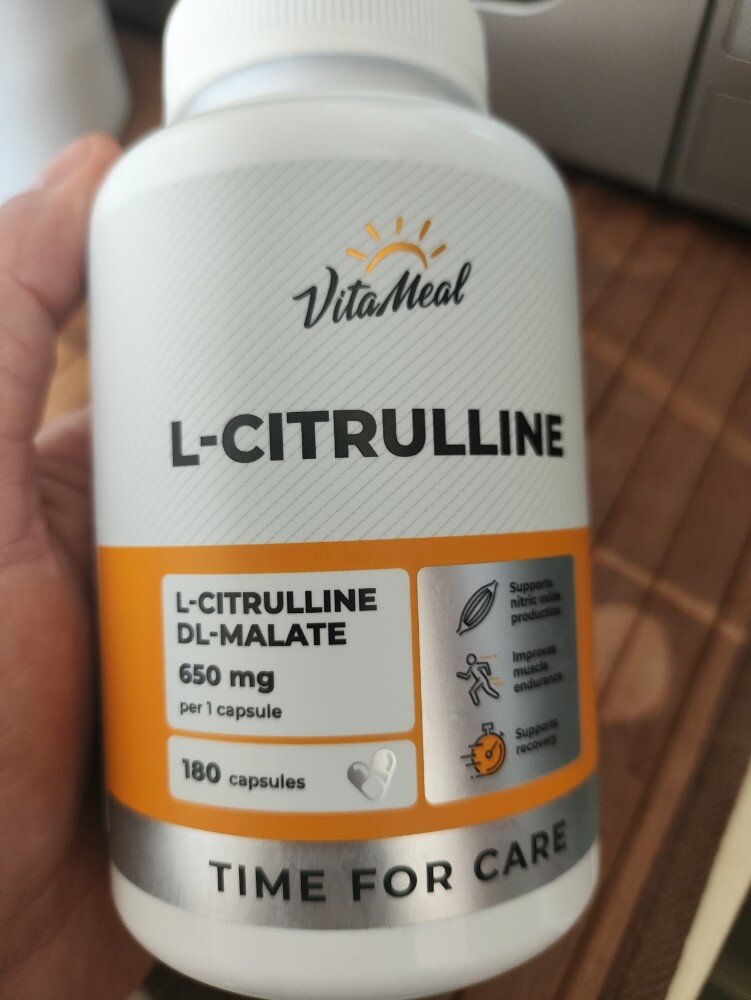 VitaMeal
L-CITRULLINE
L-CITRULLINE
DL-MALATE
650 mg
per 1 capsule
180 capsules
Supports
nitric oxide
production
Improves
muscle
endurance
Supports
recovery
TIME FOR CARE